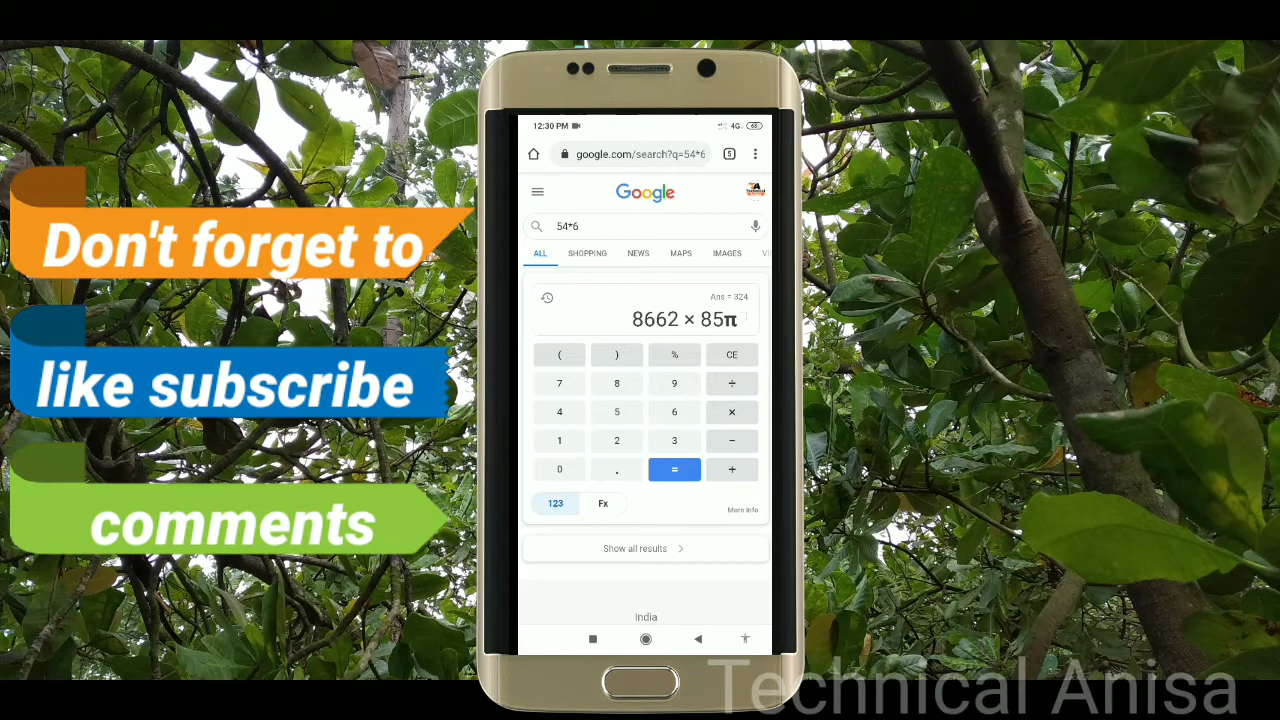 Don't forget to
like subscribe
comments
12:30 PM
4G
65
google.com/search?q=54*6
5
Google
54*6
ALL SHOPPING NEWS MAPS IMAGES VI
Ans = 324
8662 × 85π
( ) % CE
7 8 9 ÷
4 5 6 ×
1 2 3 −
0 . = +
123 Fx
More info
Show all results
India
Technical Anisa